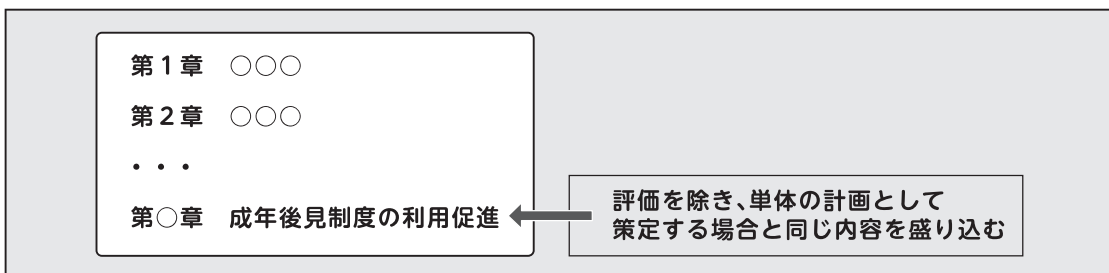 第1章　○○○
第2章　○○○
・・・
第○章　成年後見制度の利用促進
評価を除き、単体の計画として
策定する場合と同じ内容を盛り込む